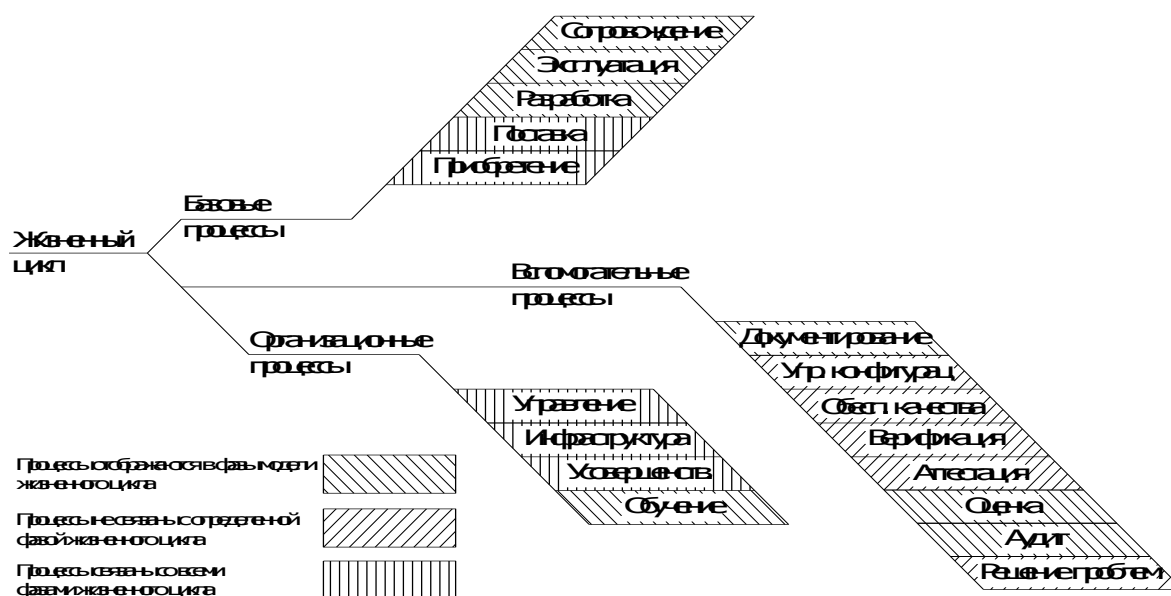 Сопровождение
Эксплуатация
Разработка
Поставка
Приобретение
Базовые
процессы
Жизненный
цикл
Вспомогательные
процессы
Организационные
процессы
Документирование
Упр. конфигурац.
Обесп. качества
Верификация
Аттестация
Оценка
Аудит
Решение проблем
Управление
Инфраструктура
Усовершенств.
Обучение
Процессы отображаются в фазы модели
жизненного цикла
Процессы не связаны с определенной
фазой жизненного цикла
Процессы связаны со всеми
фазами жизненного цикла